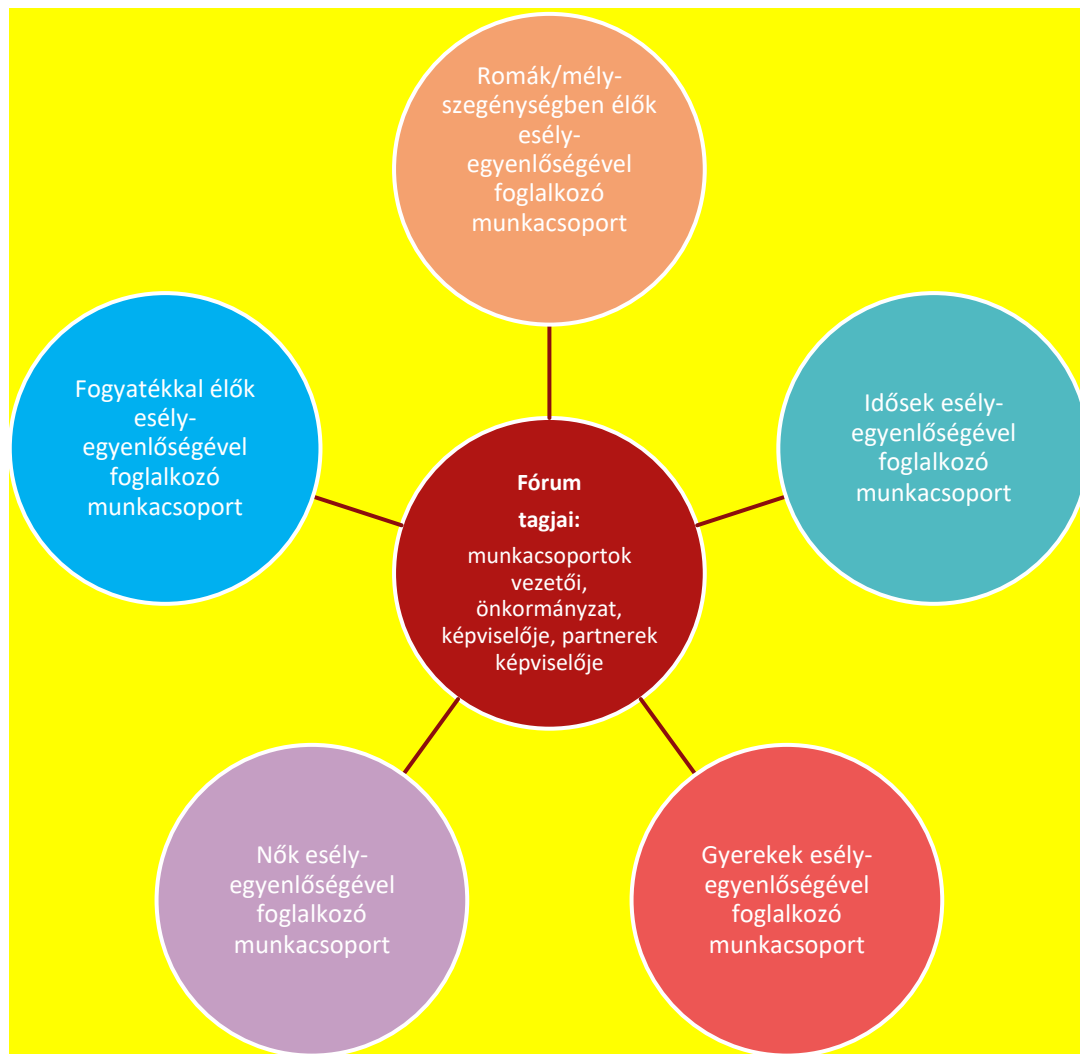 Romák/mély-
szegénységben élők
esély-
egyenlőségével
foglalkozó
munkacsoport
Fogyatékkal élők
esély-
egyenlőségével
foglalkozó
munkacsoport
Idősek esély-
egyenlőségével
foglalkozó
munkacsoport
Fórum
tagjai:
munkacsoportok
vezetői,
önkormányzat,
képviselője, partnerek
képviselője
Nők esély-
egyenlőségével
foglalkozó
munkacsoport
Gyerekek esély-
egyenlőségével
foglalkozó
munkacsoport